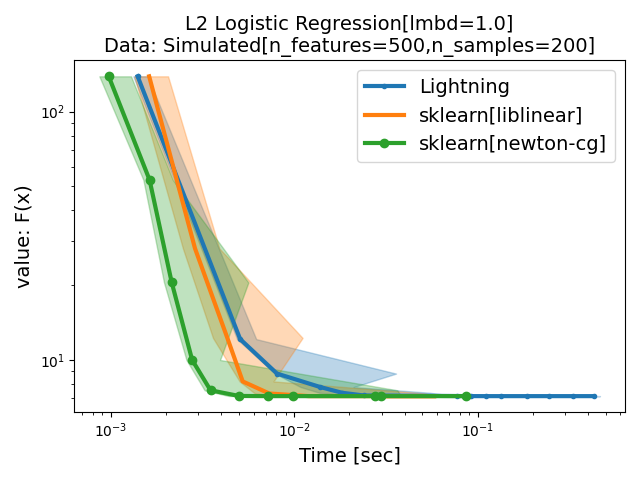 L2 Logistic Regression[lmbd=1.0]
Data: Simulated[n_features=500,n_samples=200]
Lightning
sklearn[liblinear]
sklearn[newton-cg]
value: F(x)
10²
10¹
10⁻³
10⁻²
10⁻¹
Time [sec]